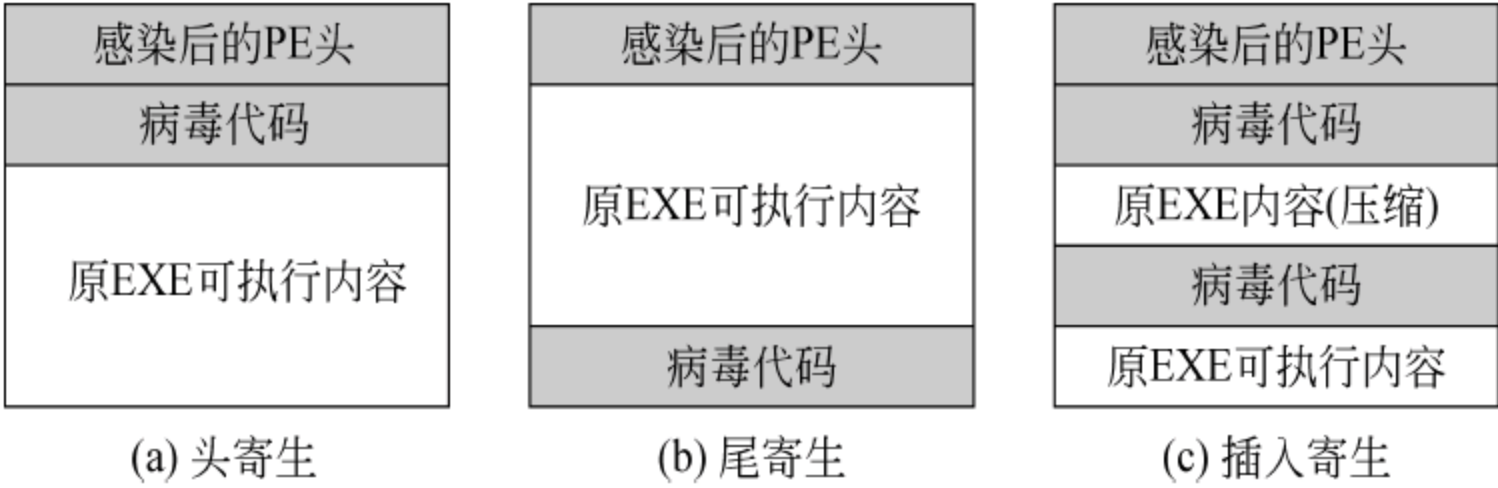 感染后的PE头
病毒代码
原EXE可执行内容
(a) 头寄生
感染后的PE头
原EXE可执行内容
病毒代码
(b) 尾寄生
感染后的PE头
病毒代码
原EXE内容(压缩)
病毒代码
原EXE可执行内容
(c) 插入寄生